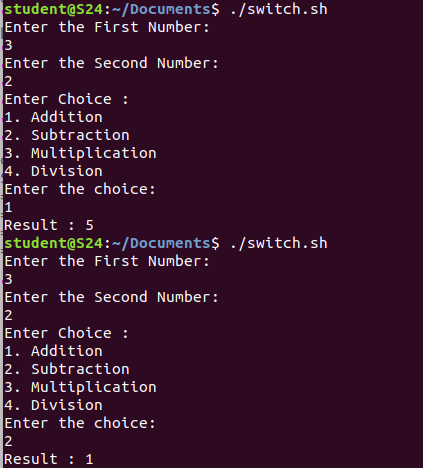 student@S24:~/Documents$ ./switch.sh
Enter the First Number:
3
Enter the Second Number:
2
Enter Choice :
1. Addition
2. Subtraction
3. Multiplication
4. Division
Enter the choice:
1
Result : 5
student@S24:~/Documents$ ./switch.sh
Enter the First Number:
3
Enter the Second Number:
2
Enter Choice :
1. Addition
2. Subtraction
3. Multiplication
4. Division
Enter the choice:
2
Result : 1